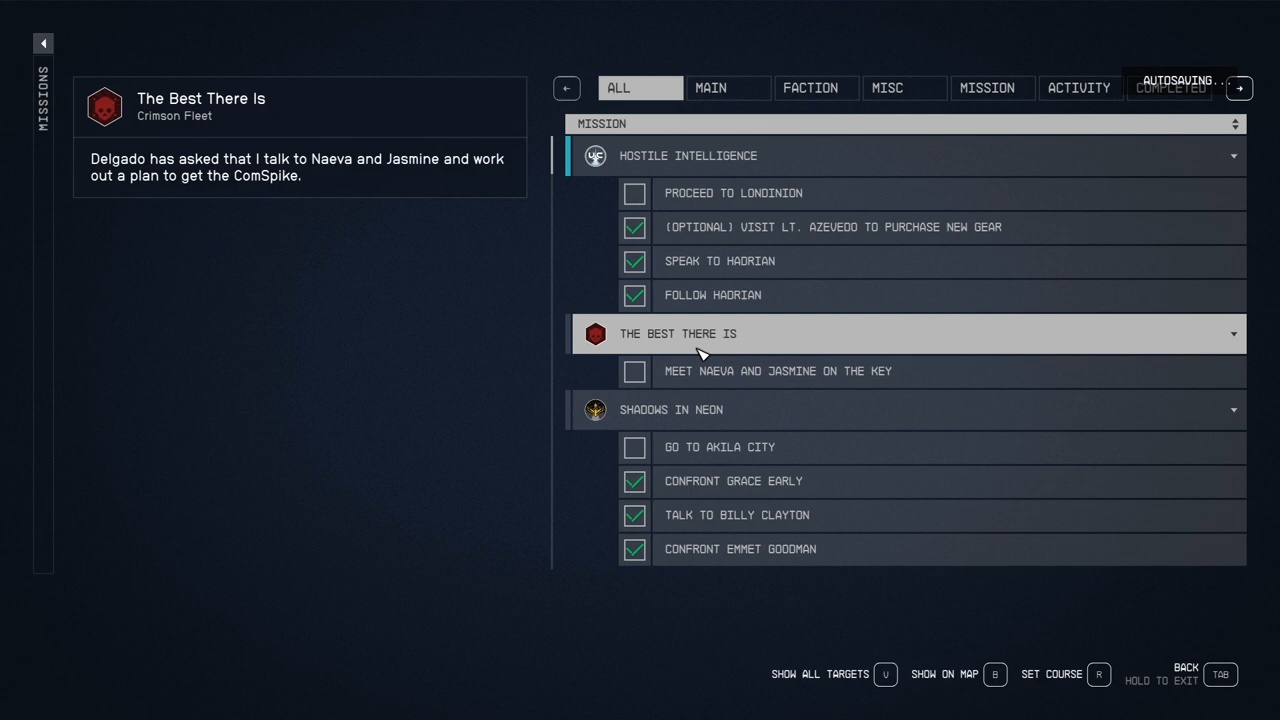 MISSIONS
The Best There Is
Crimson Fleet
Delgado has asked that I talk to Naeva and Jasmine and work
out a plan to get the ComSpike.
ALL
MAIN
FACTION
MISC
MISSION
ACTIVITY
COMPLETED
AUTOSAVING...
MISSION
UC
HOSTILE INTELLIGENCE
PROCEED TO LONDINION
(OPTIONAL) VISIT LT. AZEVEDO TO PURCHASE NEW GEAR
SPEAK TO HADRIAN
FOLLOW HADRIAN
THE BEST THERE IS
MEET NAEVA AND JASMINE ON THE KEY
SHADOWS IN NEON
GO TO AKILA CITY
CONFRONT GRACE EARLY
TALK TO BILLY CLAYTON
CONFRONT EMMET GOODMAN
SHOW ALL TARGETS V
SHOW ON MAP B
SET COURSE R
BACK
HOLD TO EXIT TAB